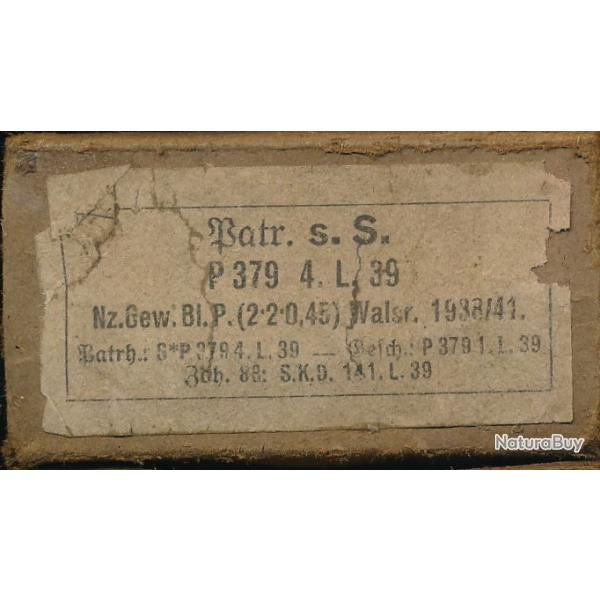 Patr. s. S.
P 379 4. L. 39
Nz.Gew. Bl. P. (2·2·0,45) Walsr. 1938/41.
Patrh.: S*P 379 4. L. 39 — Gesch.: P 379 1. L. 39
Zdh. 88: S.K.D. 141. L. 39
NaturaBuy